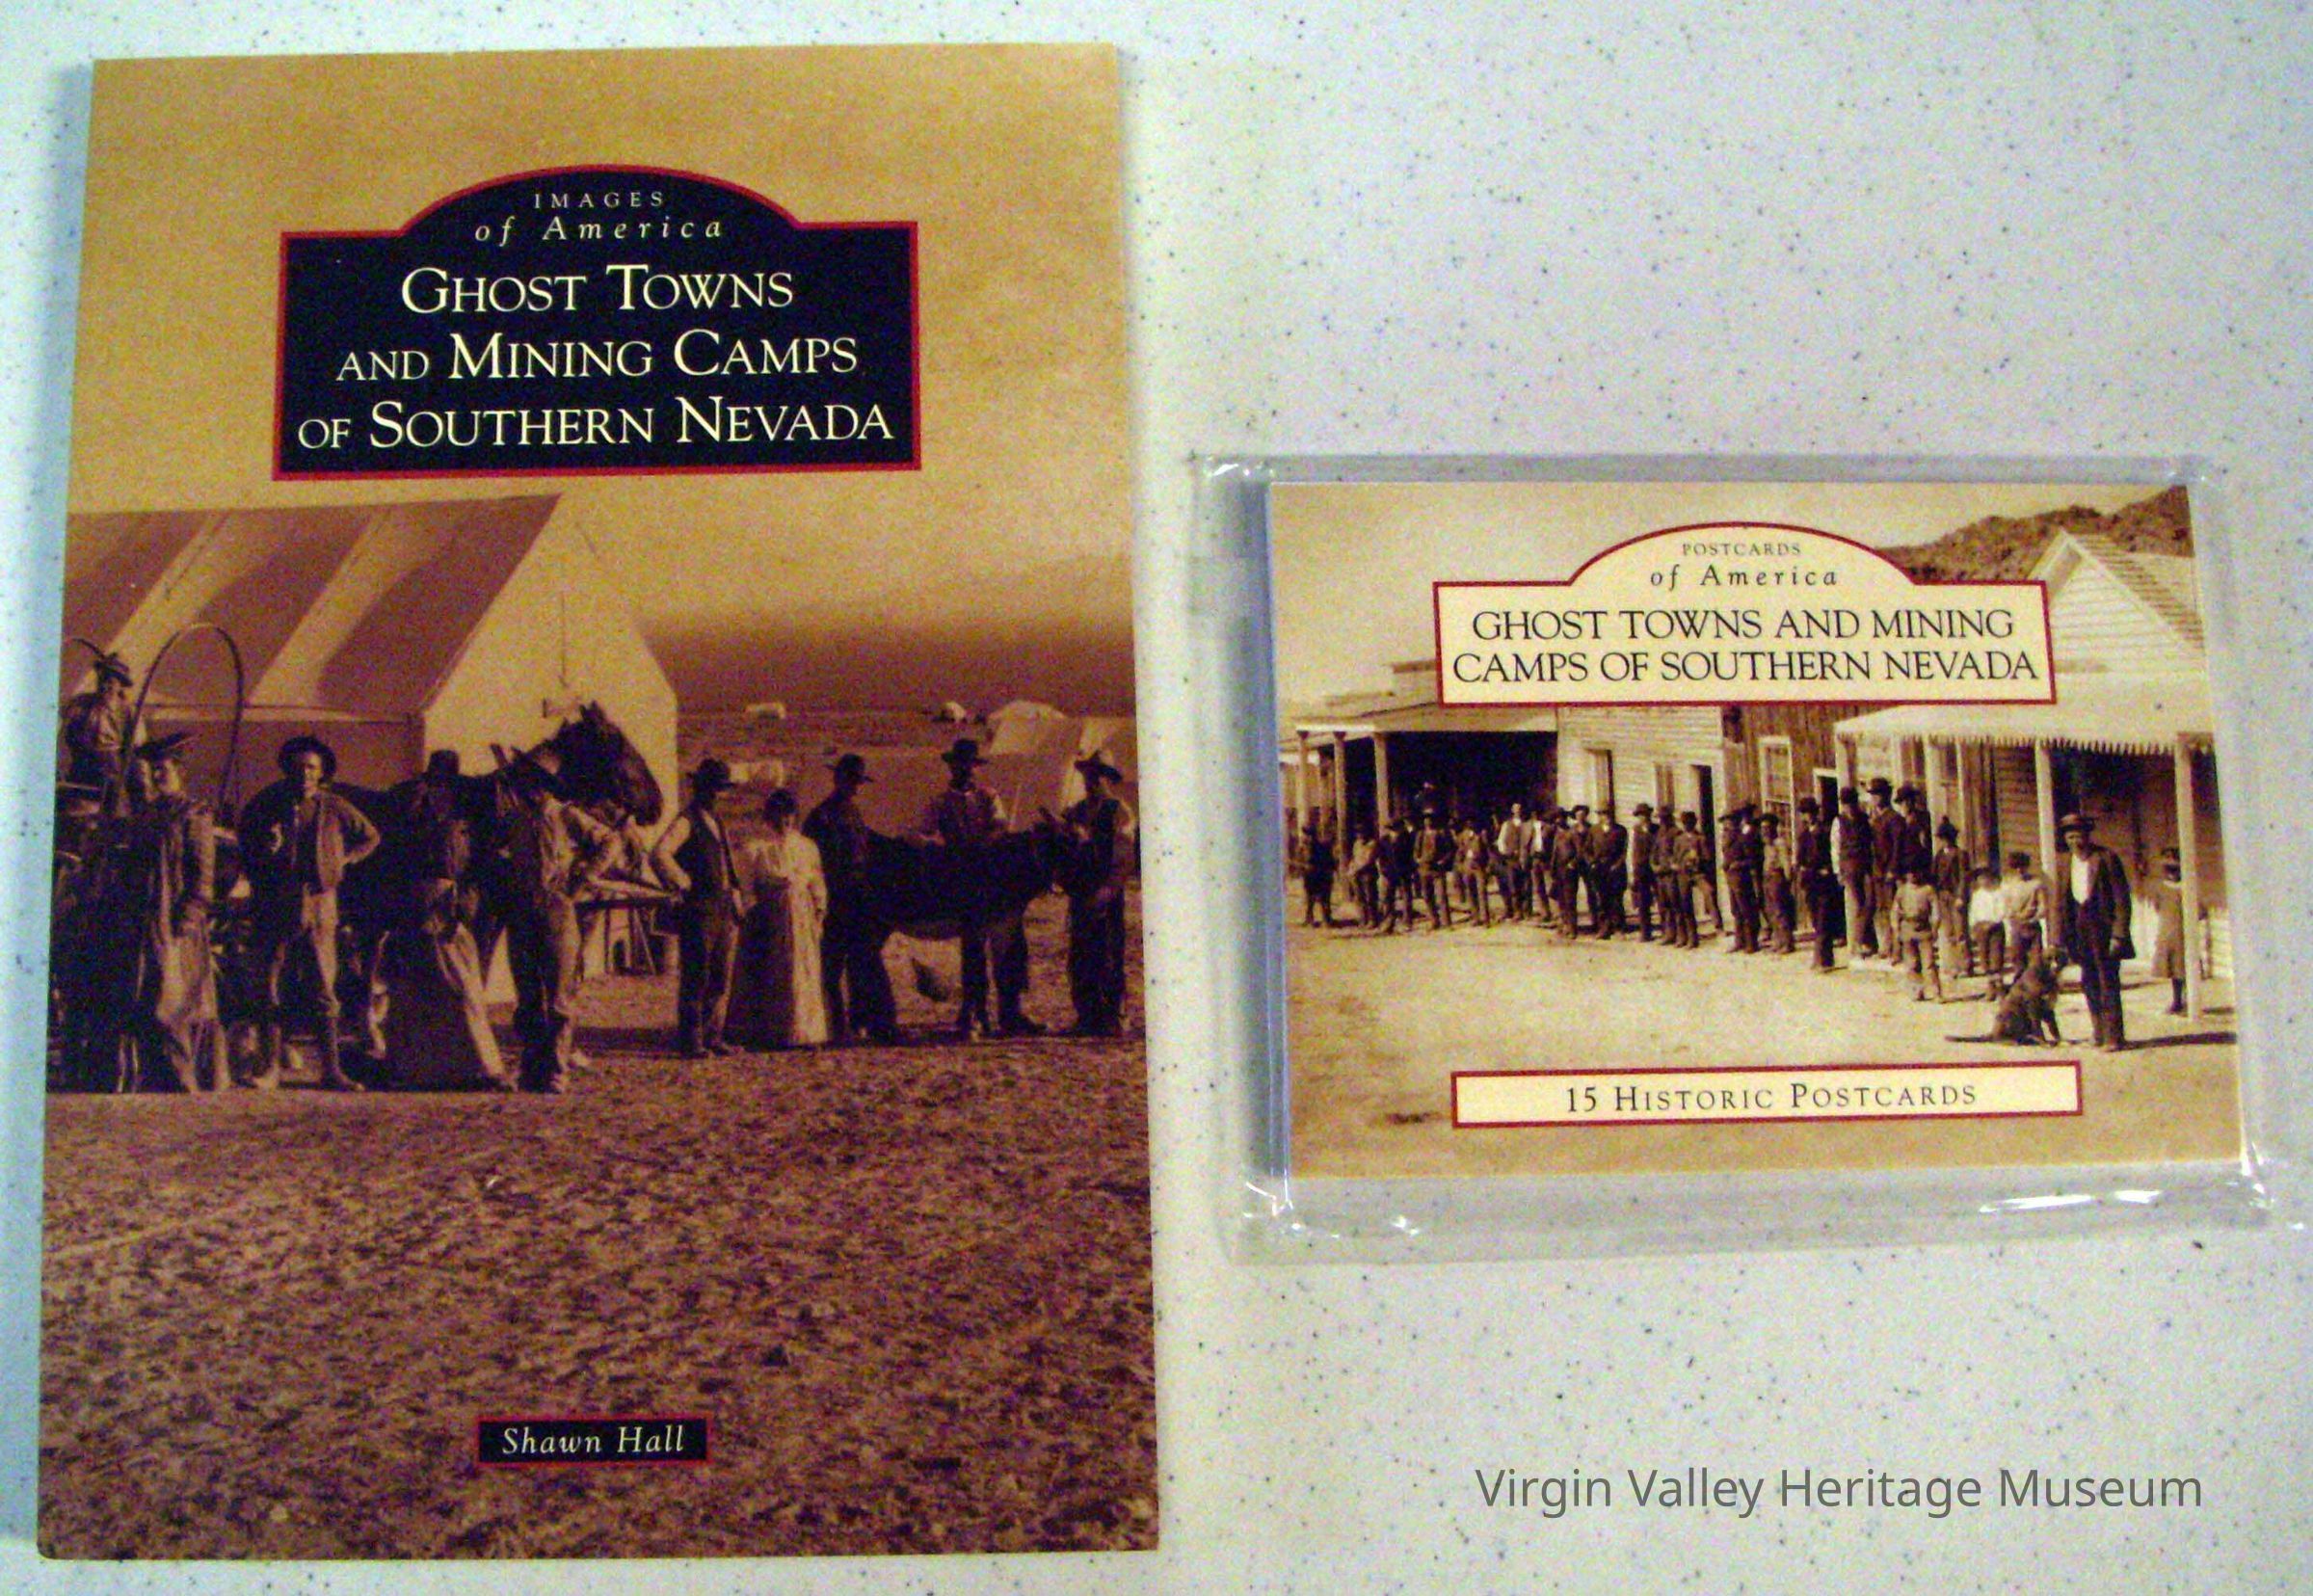 IMAGES
of America
GHOST TOWNS
AND MINING CAMPS
OF SOUTHERN NEVADA
Shawn Hall
POSTCARDS
of America
GHOST TOWNS AND MINING
CAMPS OF SOUTHERN NEVADA
15 HISTORIC POSTCARDS
Virgin Valley Heritage Museum